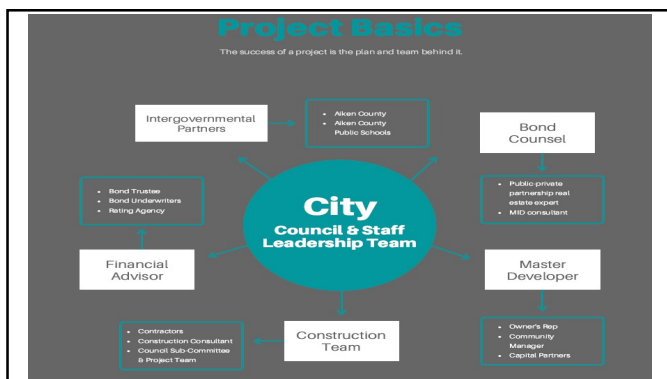 Project Basics
The success of a project is the plan and team behind it.
Intergovernmental
Partners
• Aiken County
• Aiken County
Public Schools
Bond
Counsel
• Public-private
partnership real
estate expert
• MID consultant
City
Council & Staff
Leadership Team
• Bond Trustee
• Bond Underwriters
• Rating Agency
Financial
Advisor
Master
Developer
• Owner's Rep
• Community
Manager
• Capital Partners
Construction
Team
• Contractors
• Construction Consultant
• Council Sub-Committee
& Project Team